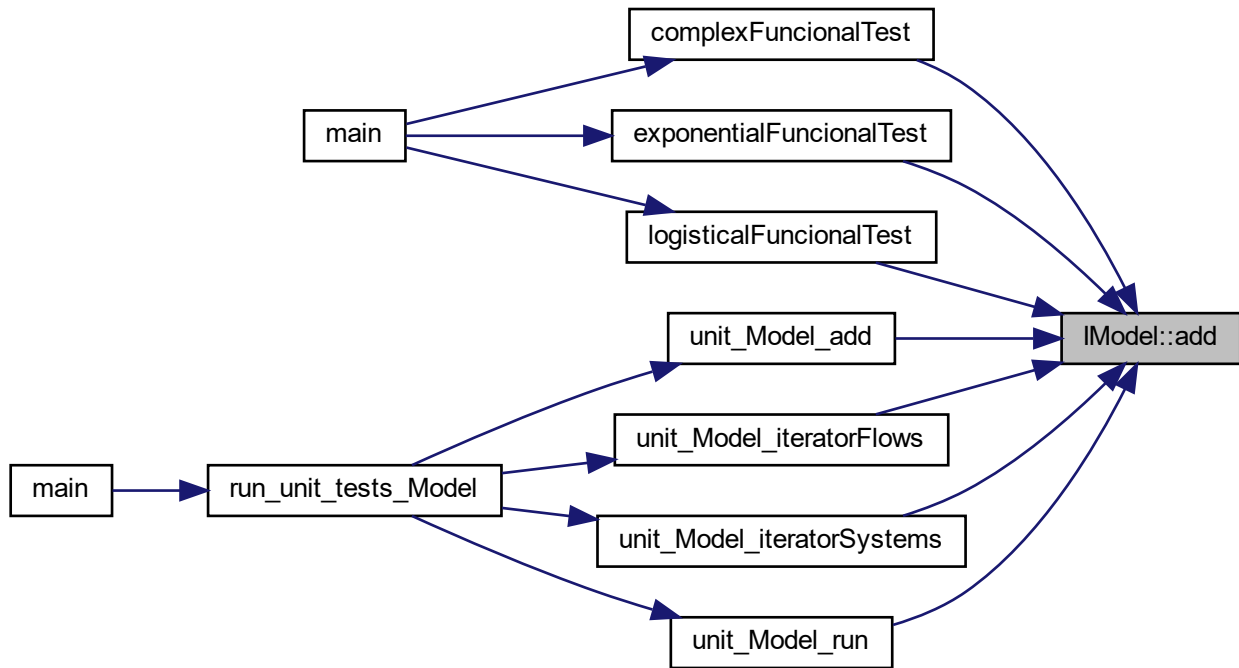 complexFuncionalTest
main
exponentialFuncionalTest
logisticalFuncionalTest
IModel::add
unit_Model_add
unit_Model_iteratorFlows
main
run_unit_tests_Model
unit_Model_iteratorSystems
unit_Model_run